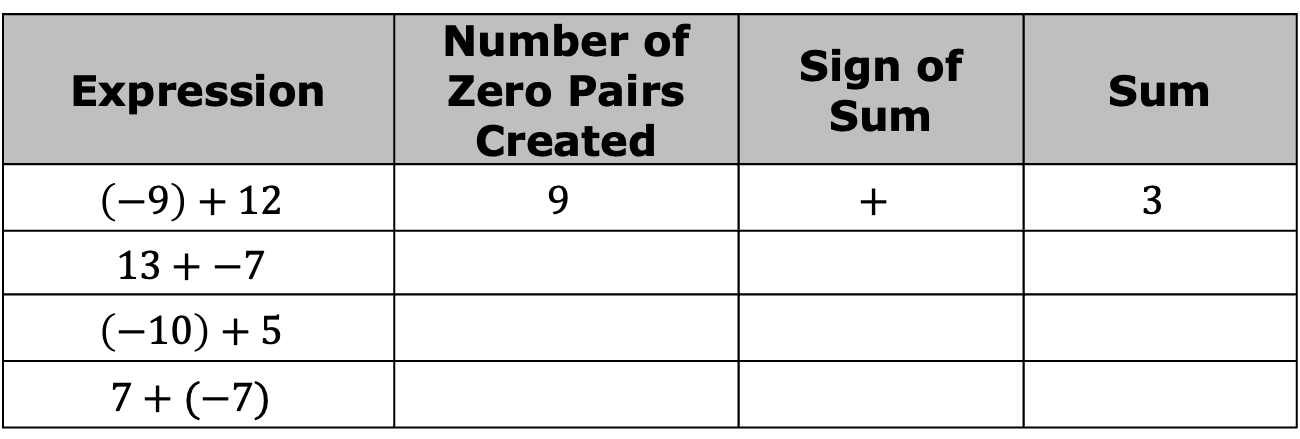 Expression
Number of
Zero Pairs
Created
Sign of
Sum
Sum
(−9) + 12 9 + 3
13 + −7
(−10) + 5
7 + (−7)